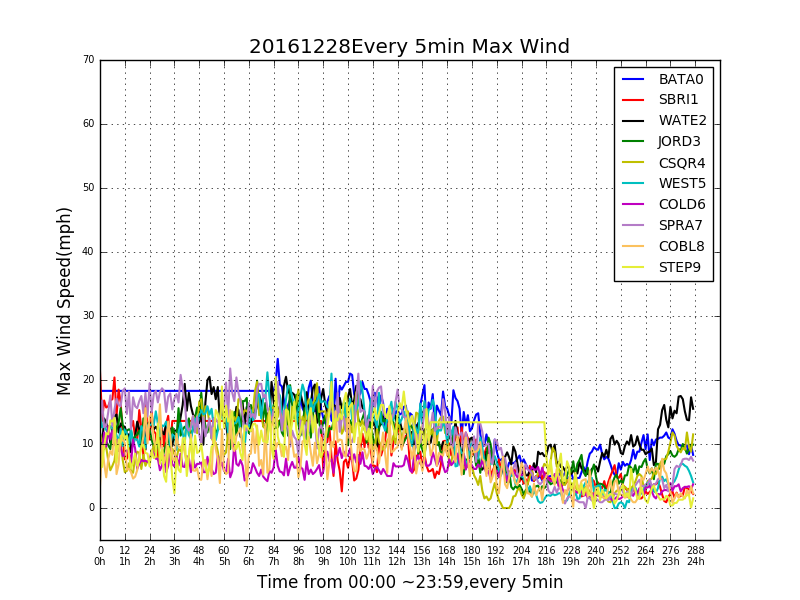 20161228Every 5min Max Wind
70
60
50
40
30
20
10
0
Max Wind Speed(mph)
BATA0
SBRI1
WATE2
JORD3
CSQR4
WEST5
COLD6
SPRA7
COBL8
STEP9
0 12 24 36 48 60 72 84 96 108 120 132 144 156 168 180 192 204 216 228 240 252 264 276 288
0h 1h 2h 3h 4h 5h 6h 7h 8h 9h 10h 11h 12h 13h 14h 15h 16h 17h 18h 19h 20h 21h 22h 23h 24h
Time from 00:00 ~23:59,every 5min